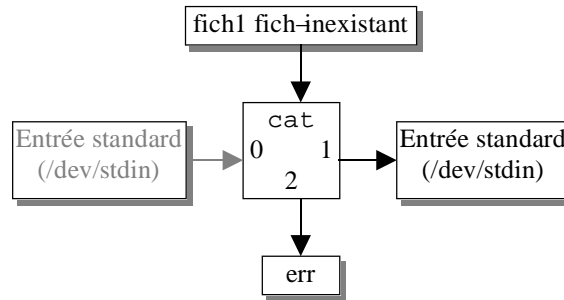 fich1 fich-inexistant
cat
Entrée standard
(/dev/stdin)
0
1
2
Entrée standard
(/dev/stdin)
err